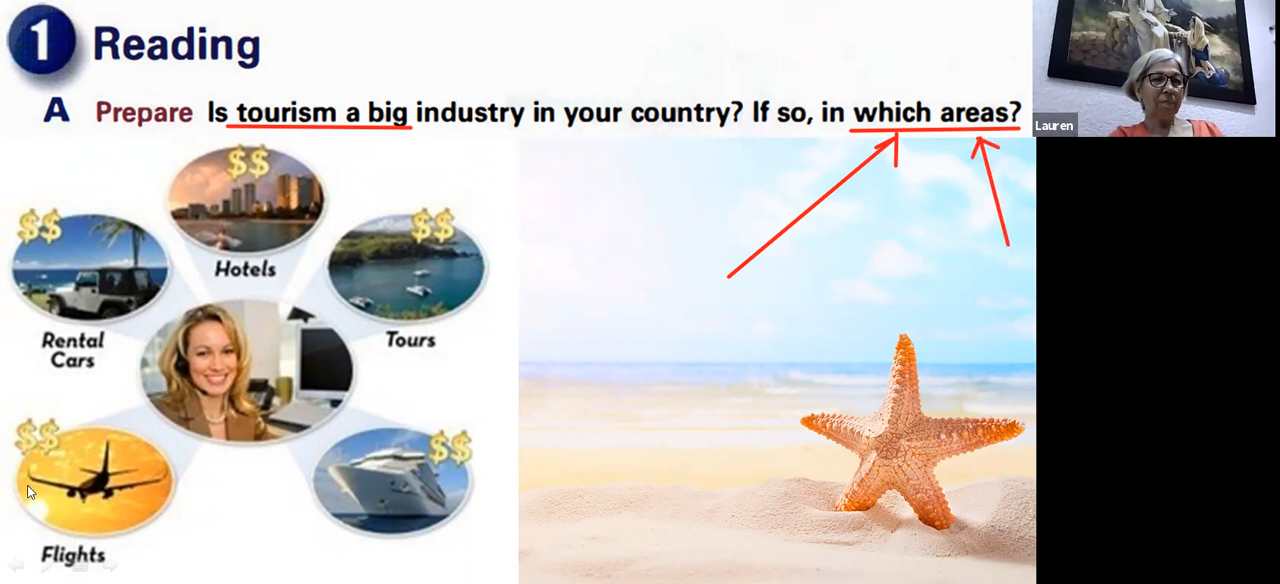 1 Reading
A Prepare Is tourism a big industry in your country? If so, in which areas?
Lauren
$$
Hotels
$$
Rental
Cars
$$
Tours
$$
Flights
$$